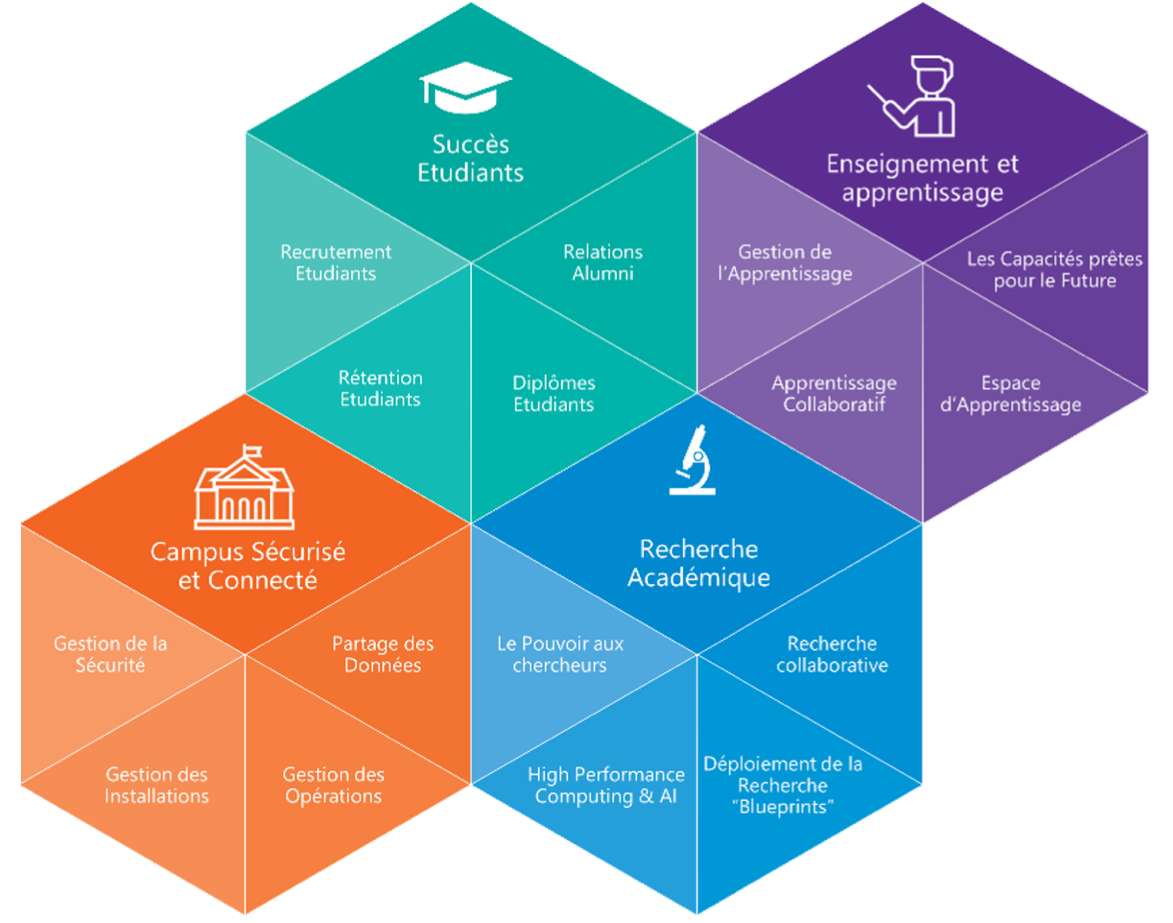 Succès
Etudiants
Recrutement
Etudiants
Relations
Alumni
Rétention
Etudiants
Diplômes
Etudiants
Enseignement et
apprentissage
Gestion de
l'Apprentissage
Les Capacités prêtes
pour le Future
Apprentissage
Collaboratif
Espace
d'Apprentissage
Campus Sécurisé
et Connecté
Gestion de la
Sécurité
Partage des
Données
Gestion des
Installations
Gestion des
Opérations
Recherche
Académique
Le Pouvoir aux
chercheurs
Recherche
collaborative
High Performance
Computing & AI
Déploiement de la
Recherche
“Blueprints”